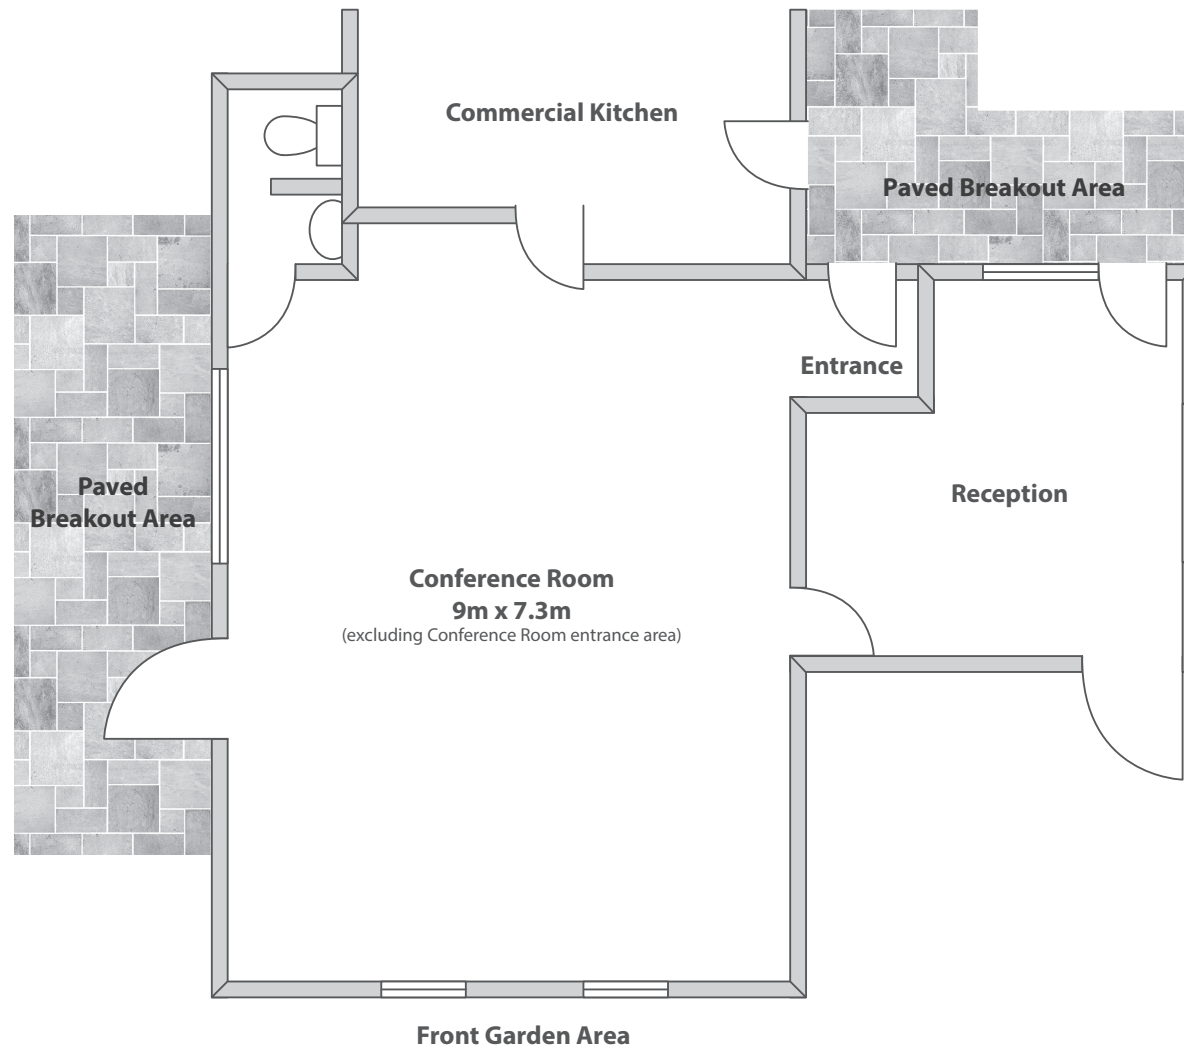 Commercial Kitchen
Paved Breakout Area
Entrance
Paved
Breakout Area
Reception
Conference Room
9m x 7.3m
(excluding Conference Room entrance area)
Front Garden Area